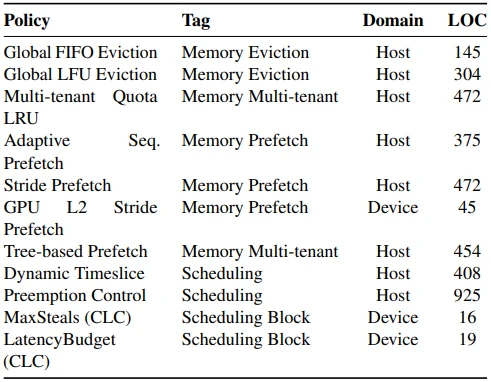 Policy Tag Domain LOC
Global FIFO Eviction Memory Eviction Host 145
Global LFU Eviction Memory Eviction Host 304
Multi-tenant Quota Memory Multi-tenant Host 472
LRU
Adaptive Seq. Memory Prefetch Host 375
Prefetch
Stride Prefetch Memory Prefetch Host 472
GPU L2 Stride Memory Prefetch Device 45
Prefetch
Tree-based Prefetch Memory Multi-tenant Host 454
Dynamic Timeslice Scheduling Host 408
Preemption Control Scheduling Host 925
MaxSteals (CLC) Scheduling Block Device 16
LatencyBudget Scheduling Block Device 19
(CLC)